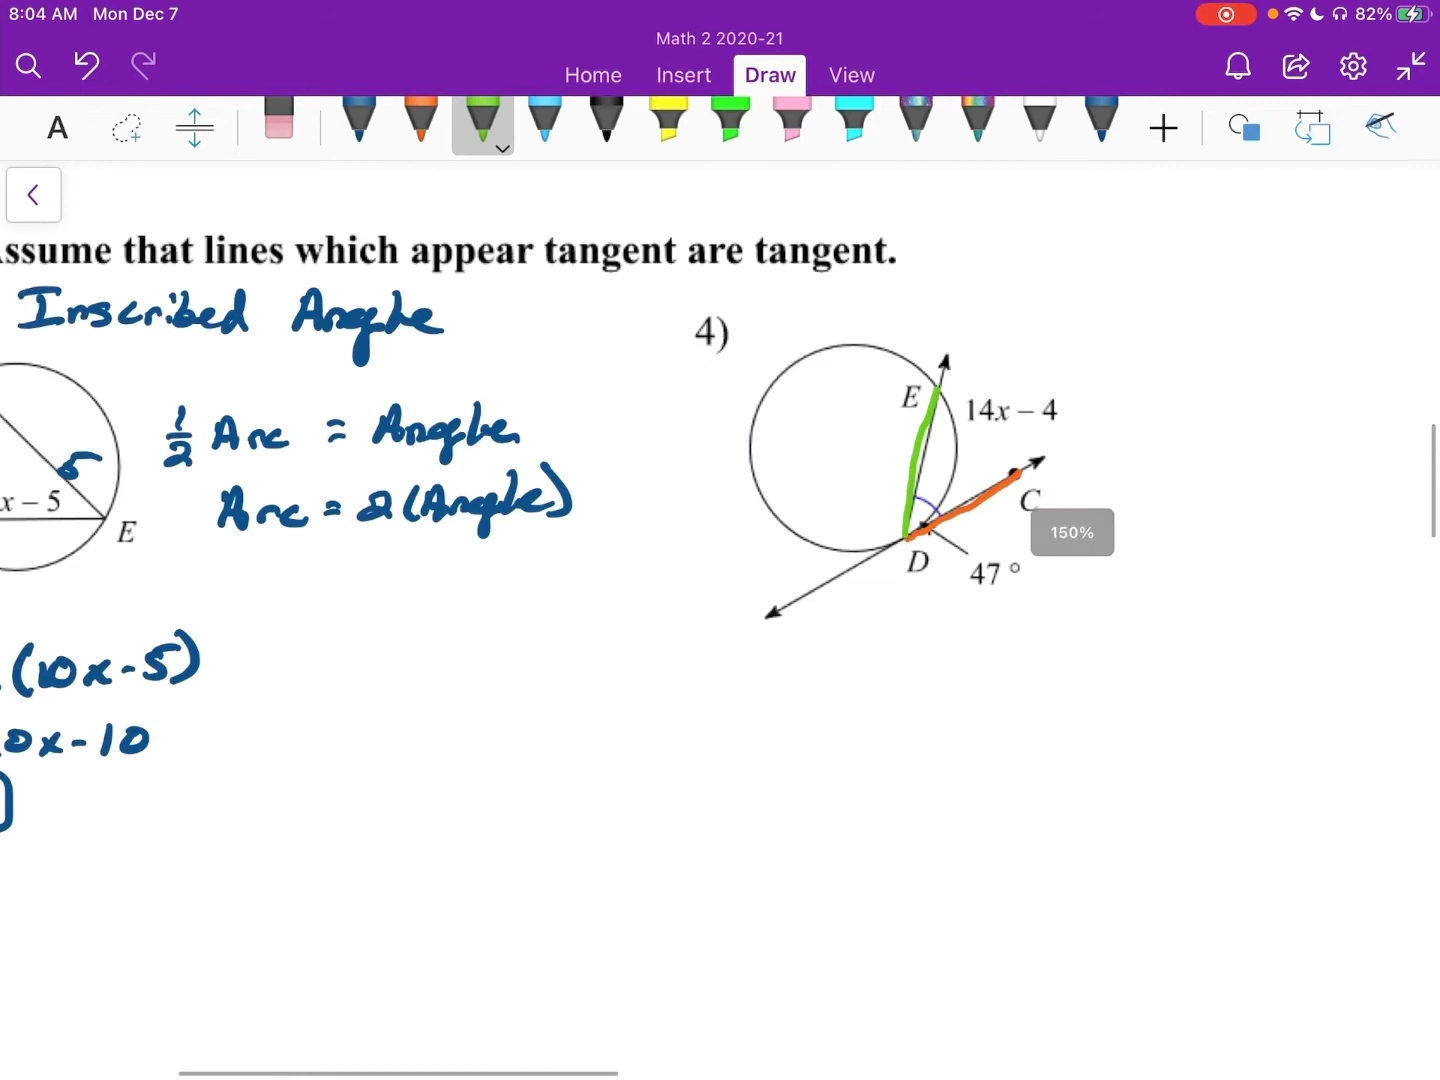 8:04 AM Mon Dec 7
82%
Math 2 2020-21
Home Insert Draw View
A
ssume that lines which appear tangent are tangent.
Inscribed Angle
4)
E
14x – 4
1/2 Arc = Angle
5
x – 5
Arc = 2(Angle)
C
E
150%
D
47°
(10x-5)
0x-10